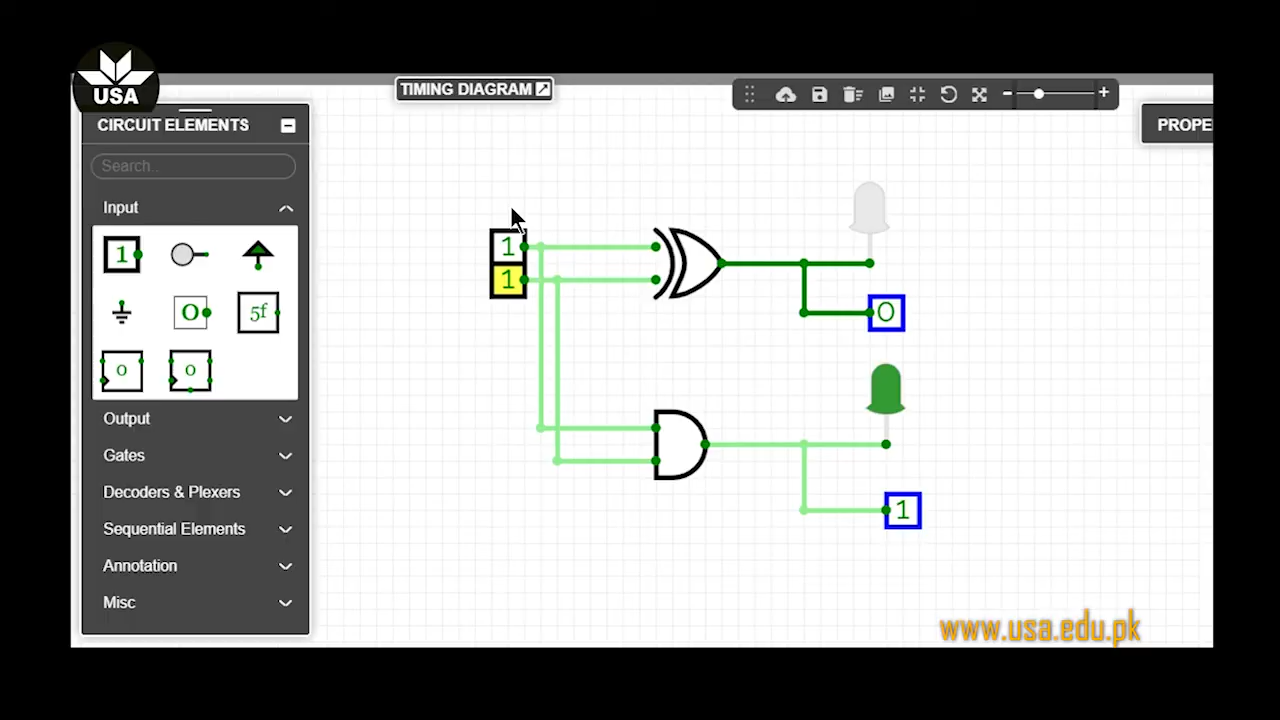 USA
TIMING DIAGRAM
CIRCUIT ELEMENTS
PROPE
Search..
Input
1
O
5f
0
0
Output
Gates
Decoders & Plexers
Sequential Elements
Annotation
Misc
1
1
0
1
www.usa.edu.pk